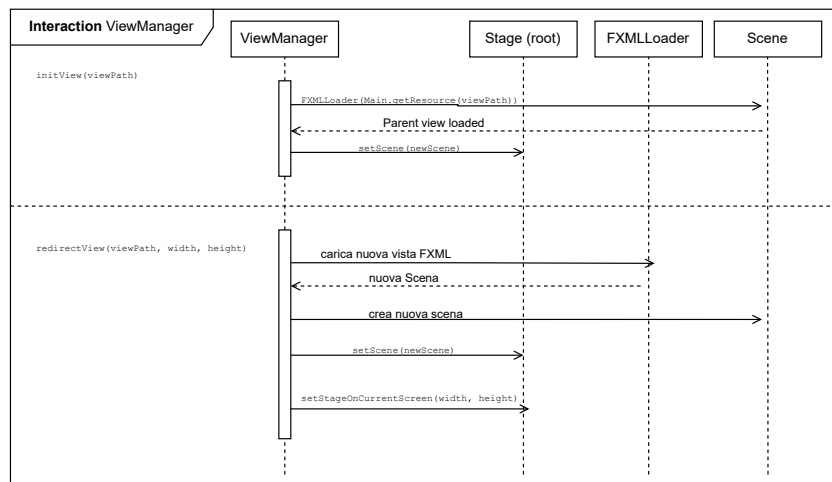 Interaction ViewManager
ViewManager
Stage (root)
FXMLLoader
Scene
initView(viewPath)
FXMLLoader(Main.getResource(viewPath))
Parent view loaded
setScene(newScene)
redirectView(viewPath, width, height)
carica nuova vista FXML
nuova Scena
crea nuova scena
setScene(newScene)
setStageOnCurrentScreen(width, height)